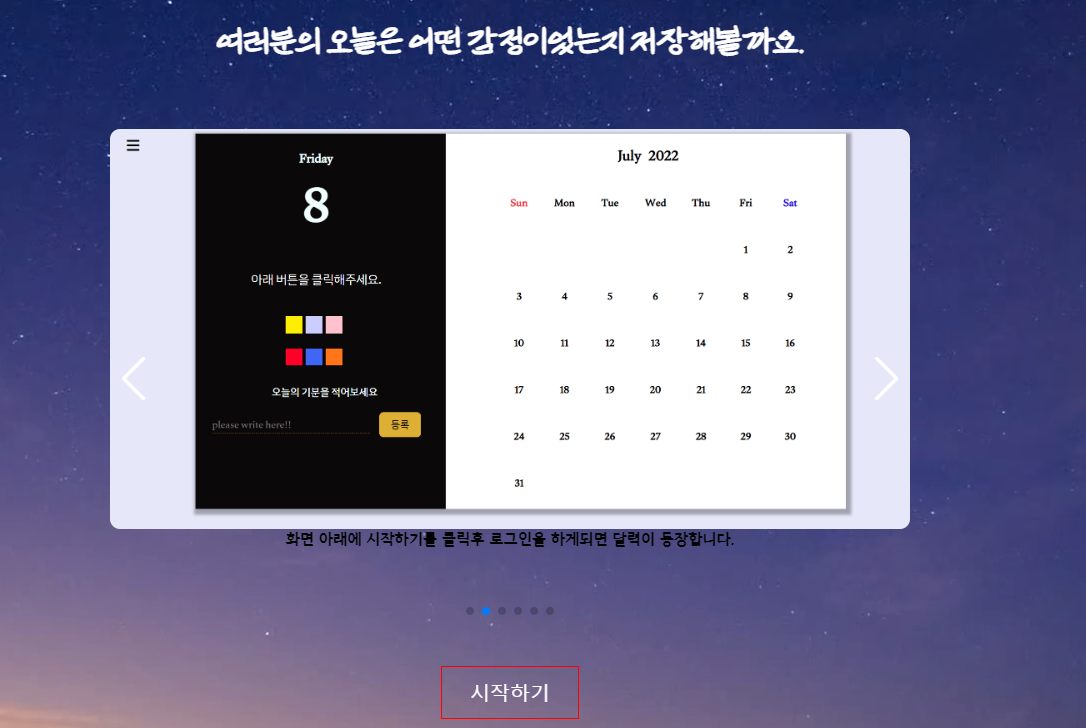 여러분의 오늘은 어떤 감정이었는지 저장해볼까요.
Friday
8
아래 버튼을 클릭해주세요.
오늘의 기분을 적어보세요
please write here!!
등록
July 2022
Sun Mon Tue Wed Thu Fri Sat
1 2
3 4 5 6 7 8 9
10 11 12 13 14 15 16
17 18 19 20 21 22 23
24 25 26 27 28 29 30
31
화면 아래에 시작하기를 클릭후 로그인을 하게되면 달력이 등장합니다.
시작하기